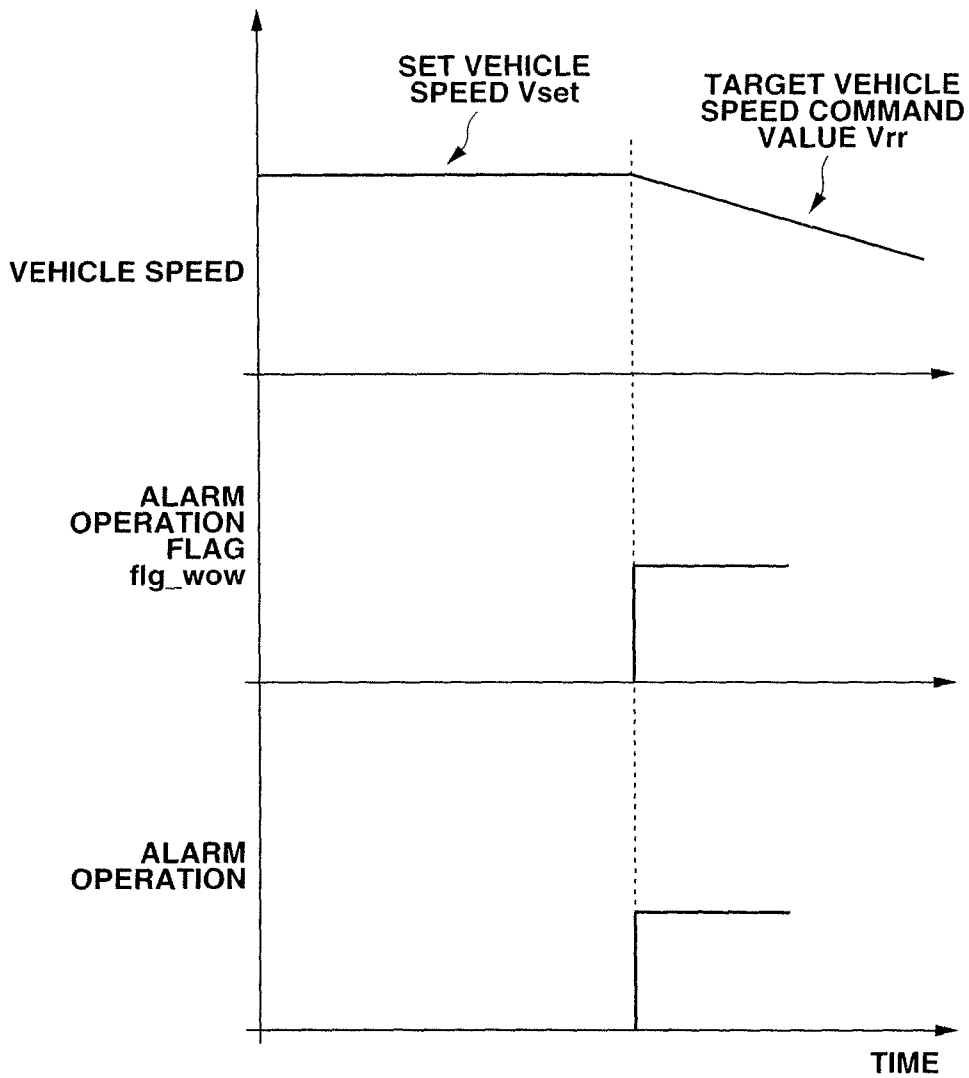 SET VEHICLE
SPEED Vset
TARGET VEHICLE
SPEED COMMAND
VALUE Vrr
VEHICLE SPEED
ALARM
OPERATION
FLAG
flg_wow
ALARM
OPERATION
TIME